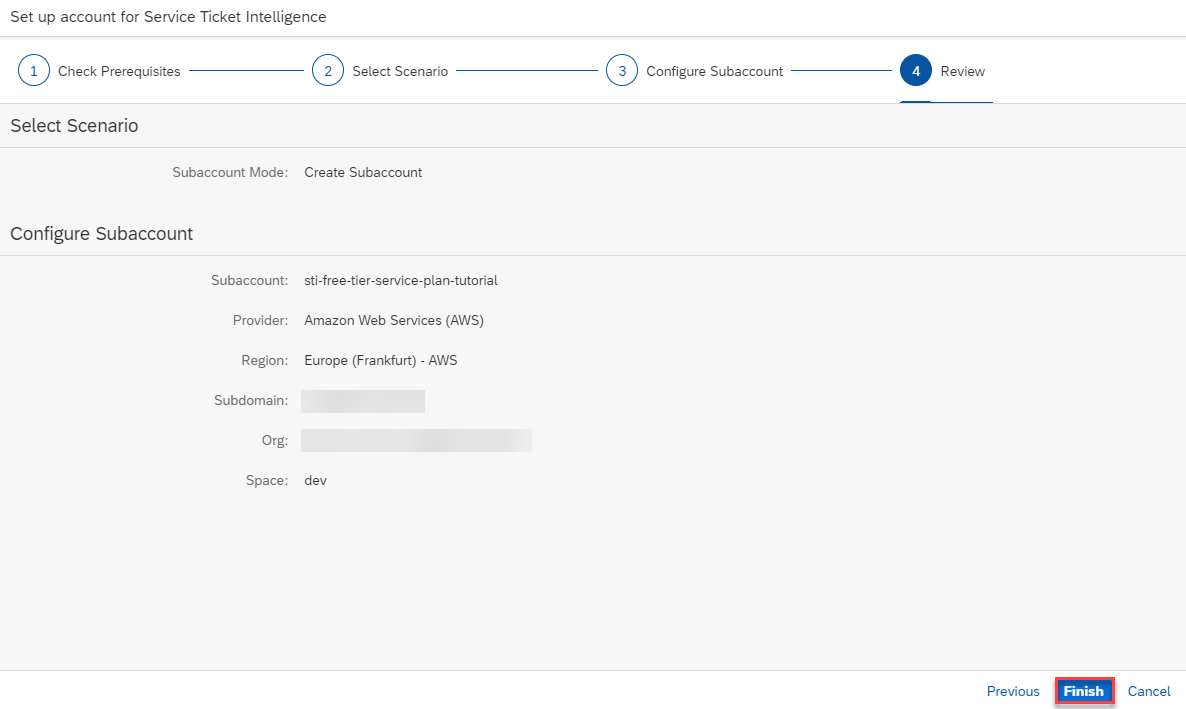 Set up account for Service Ticket Intelligence
1 Check Prerequisites 2 Select Scenario 3 Configure Subaccount 4 Review
Select Scenario
Subaccount Mode: Create Subaccount
Configure Subaccount
Subaccount: sti-free-tier-service-plan-tutorial
Provider: Amazon Web Services (AWS)
Region: Europe (Frankfurt) - AWS
Subdomain:
Org:
Space: dev
Previous Finish Cancel